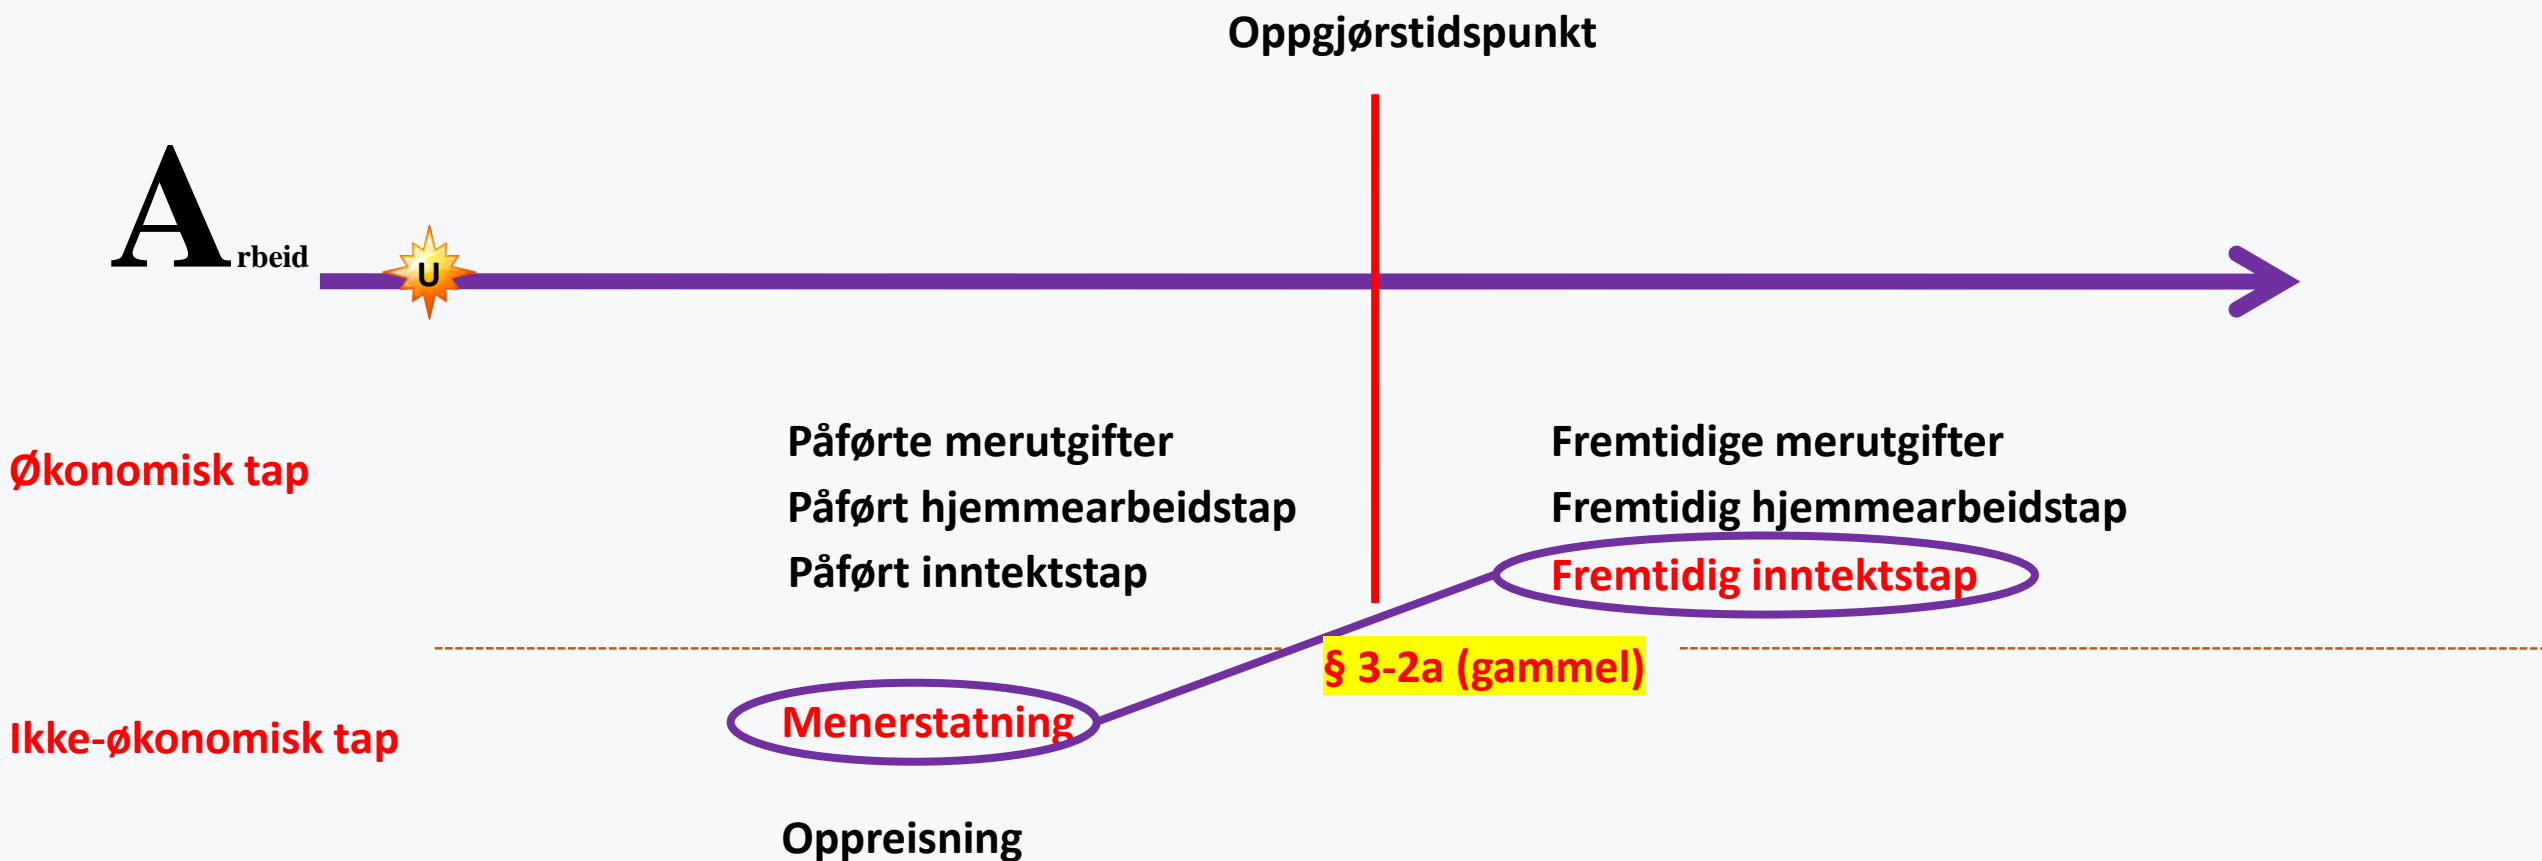 Oppgjørstidspunkt
Arbeid
U
Økonomisk tap
Påførte merutgifter
Påført hjemmearbeidstap
Påført inntektstap
Fremtidige merutgifter
Fremtidig hjemmearbeidstap
Fremtidig inntektstap
§ 3-2a (gammel)
Ikke-økonomisk tap
Menerstatning
Oppreisning